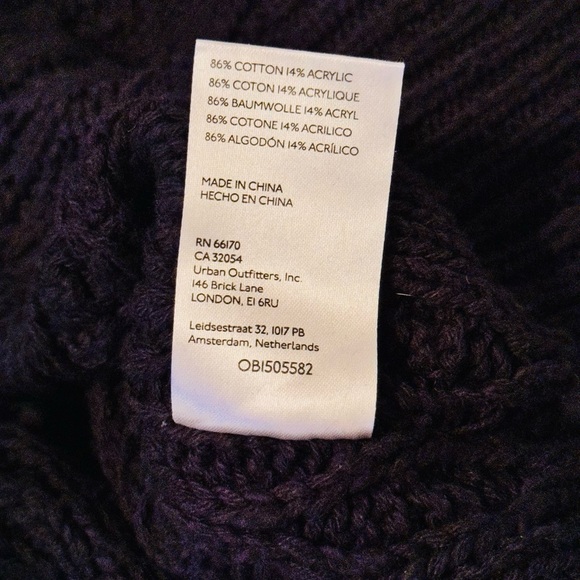 86% COTTON 14% ACRYLIC
86% COTON 14% ACRYLIQUE
86% BAUMWOLLE 14% ACRYL
86% COTONE 14% ACRILICO
86% ALGODÓN 14% ACRÍLICO
MADE IN CHINA
HECHO EN CHINA
RN 66170
CA 32054
Urban Outfitters, Inc.
146 Brick Lane
LONDON, E1 6RU
Leidsestraat 32, 1017 PB
Amsterdam, Netherlands
OB1505582